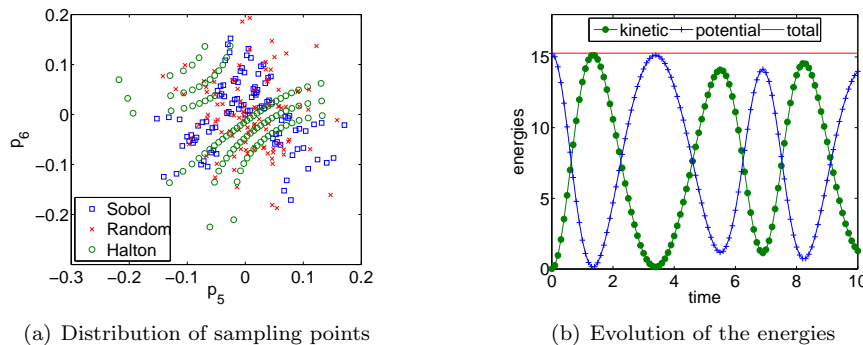 0.2
0.1
0
−0.1
−0.2
p6
Sobol
Random
Halton
−0.3 −0.2 −0.1 0 0.1 0.2
p5
(a) Distribution of sampling points
kinetic potential total
15
10
5
0
energies
0 2 4 6 8 10
time
(b) Evolution of the energies